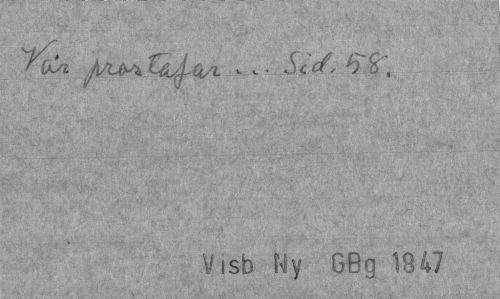 Vår prostafar ... Sid. 58.
Visb Ny GBg 1847